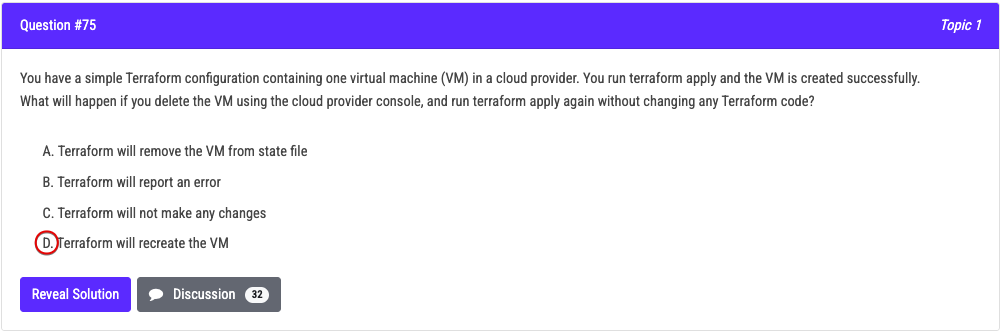 Question #75
Topic 1
You have a simple Terraform configuration containing one virtual machine (VM) in a cloud provider. You run terraform apply and the VM is created successfully.
What will happen if you delete the VM using the cloud provider console, and run terraform apply again without changing any Terraform code?
A. Terraform will remove the VM from state file
B. Terraform will report an error
C. Terraform will not make any changes
D. Terraform will recreate the VM
Reveal Solution
Discussion 32